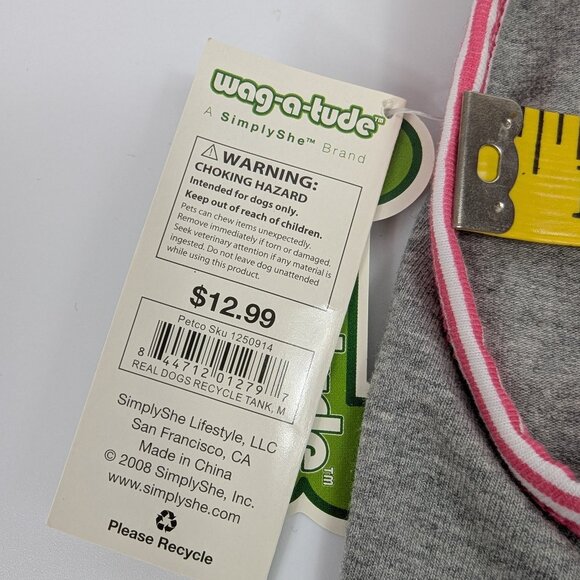 wag-a-tude™
A SimplyShe™ Brand
⚠ WARNING:
CHOKING HAZARD
Intended for dogs only.
Keep out of reach of children.
Pets can chew items unexpectedly.
Remove immediately if torn or damaged.
Seek veterinary attention if any material is
ingested. Do not leave dog unattended
while using this product.
$12.99
Petco Sku 1250914
8 44712 01279 7
REAL DOGS RECYCLE TANK, M
SimplyShe Lifestyle, LLC
San Francisco, CA
Made in China
© 2008 SimplyShe, Inc.
www.simplyshe.com
Please Recycle